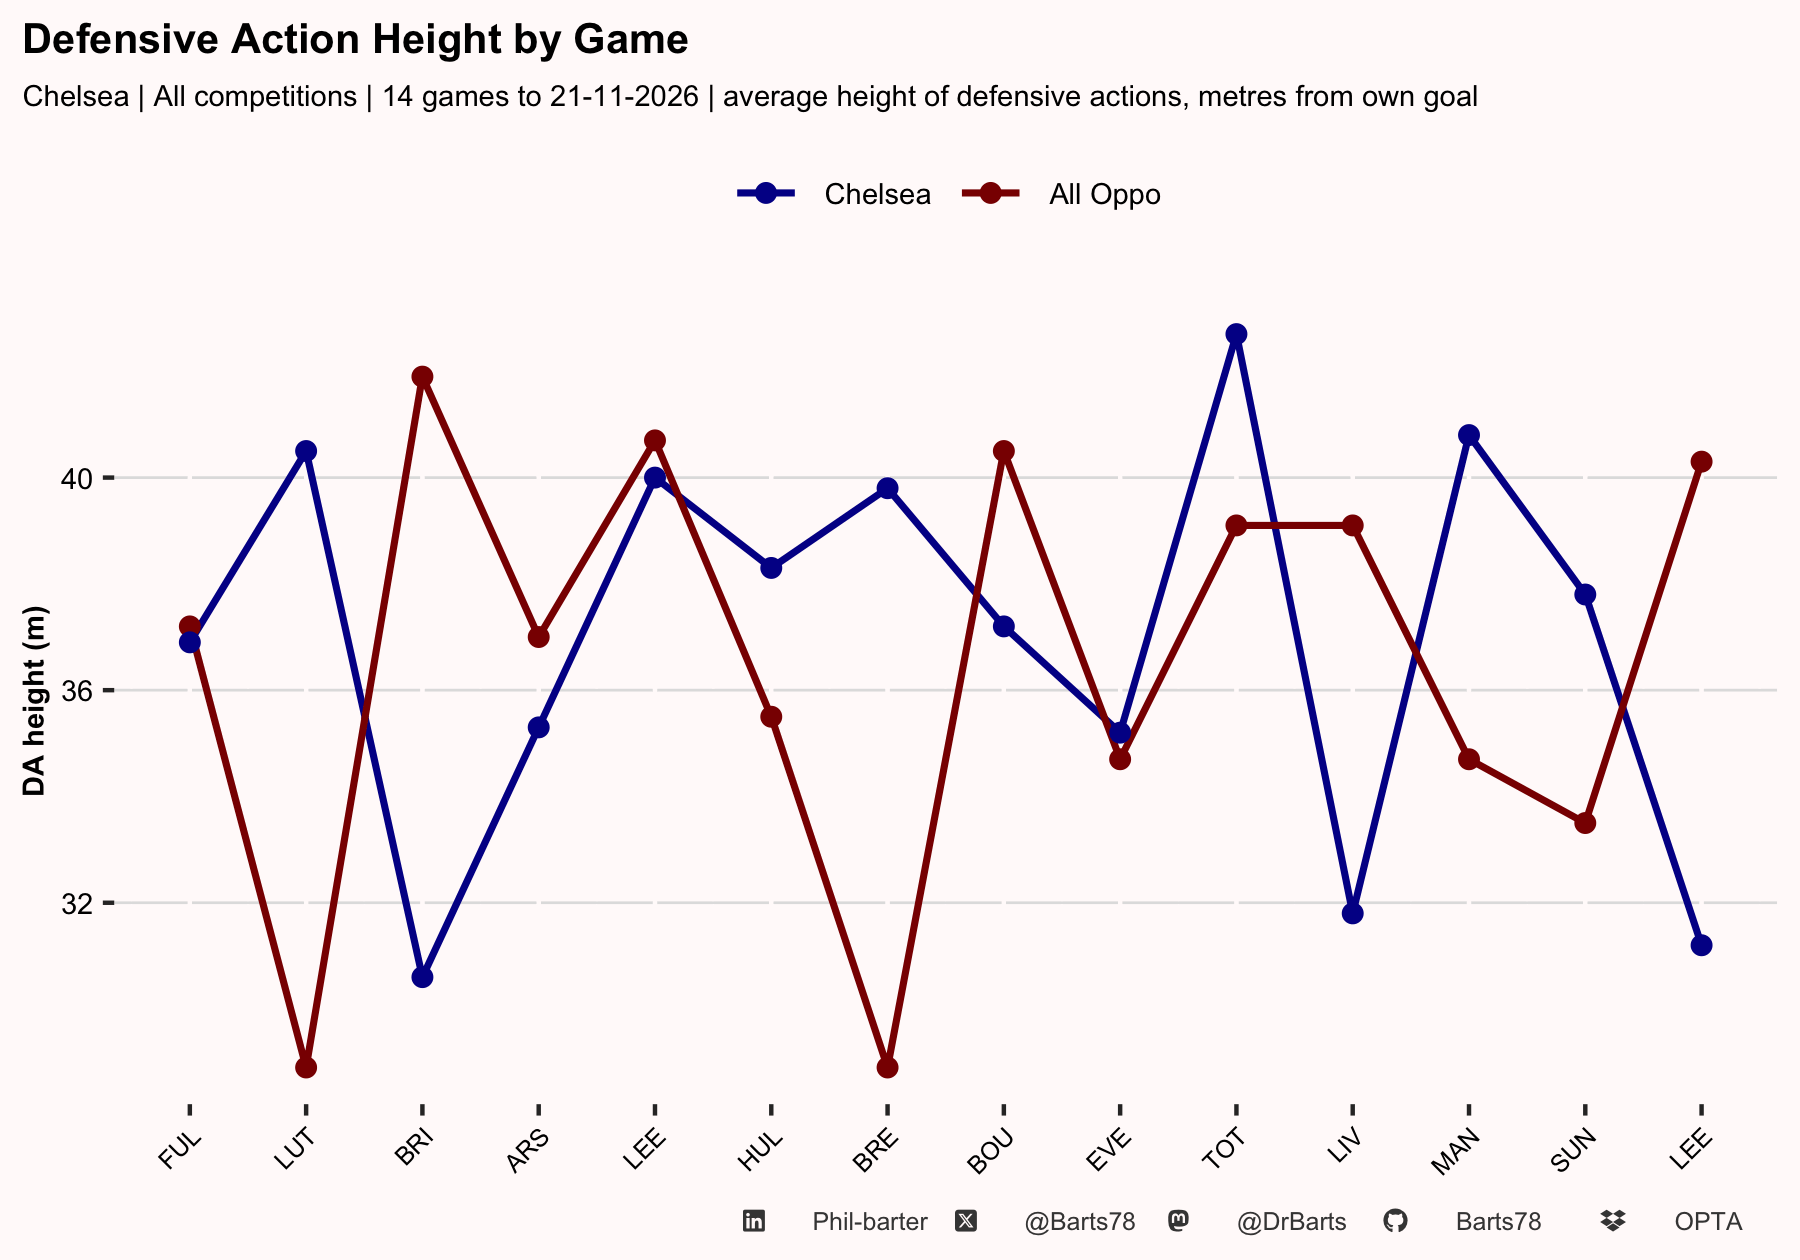 Defensive Action Height by Game
Chelsea | All competitions | 14 games to 21-11-2026 | average height of defensive actions, metres from own goal
Chelsea All Oppo
DA height (m)
40
36
32
FUL LUT BRI ARS LEE HUL BRE BOU EVE TOT LIV MAN SUN LEE
Phil-barter @Barts78 @DrBarts Barts78 OPTA